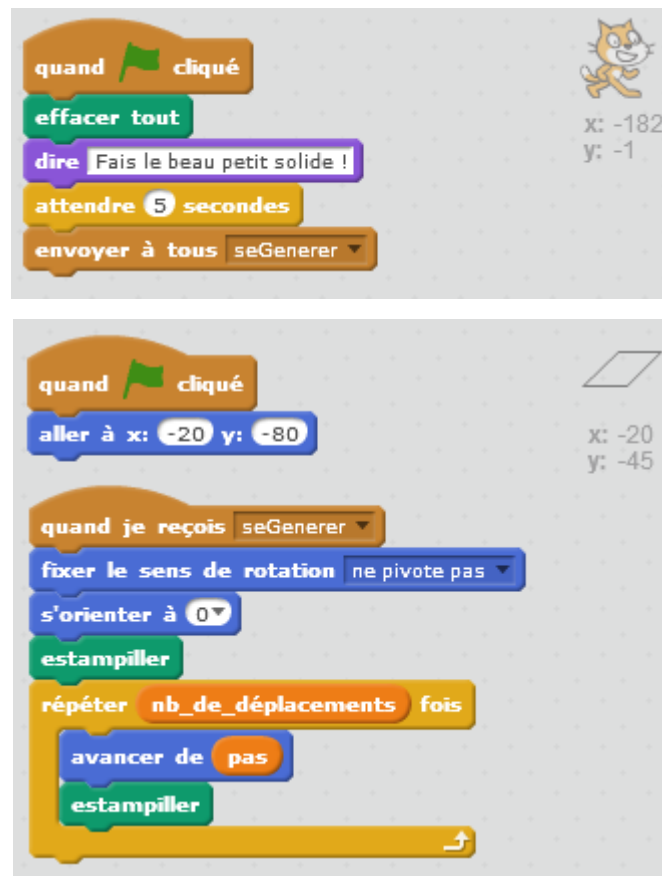 quand cliqué
effacer tout
dire Fais le beau petit solide !
attendre 5 secondes
envoyer à tous seGenerer
x: -182
y: -1
quand cliqué
aller à x: -20 y: -80
x: -20
y: -45
quand je reçois seGenerer
fixer le sens de rotation ne pivote pas
s'orienter à 0
estampiller
répéter nb_de_déplacements fois
avancer de pas
estampiller